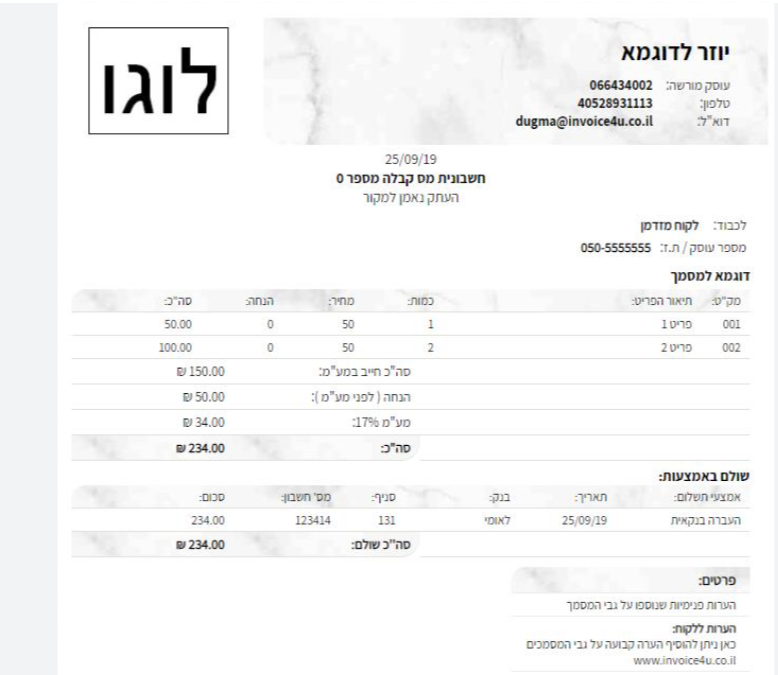 לוגו
יוזר לדוגמא
עוסק מורשה: 066434002
טלפון: 40528931113
דוא"ל: dugma@invoice4u.co.il
25/09/19
חשבונית מס קבלה מספר 0
העתק נאמן למקור
לכבוד: לקוח מזדמן
מספר עוסק / ת.ז: 050-5555555
דוגמא למסמך
מק"ט: תיאור הפריט: כמות: מחיר: הנחה: סה"כ:
001 פריט 1 1 50 0 50.00
002 פריט 2 2 50 0 100.00
סה"כ חייב במע"מ: 150.00 ₪
הנחה ( לפני מע"מ ): 50.00 ₪
מע"מ 17%: 34.00 ₪
סה"כ: 234.00 ₪
שולם באמצעות:
אמצעי תשלום: תאריך: בנק: סניף: מס' חשבון: סכום:
העברה בנקאית 25/09/19 לאומי 131 123414 234.00
סה"כ שולם: 234.00 ₪
פרטים:
הערות פנימיות שנוספו על גבי המסמך
הערות ללקוח:
כאן ניתן להוסיף הערה קבועה על גבי המסמכים
www.invoice4u.co.il